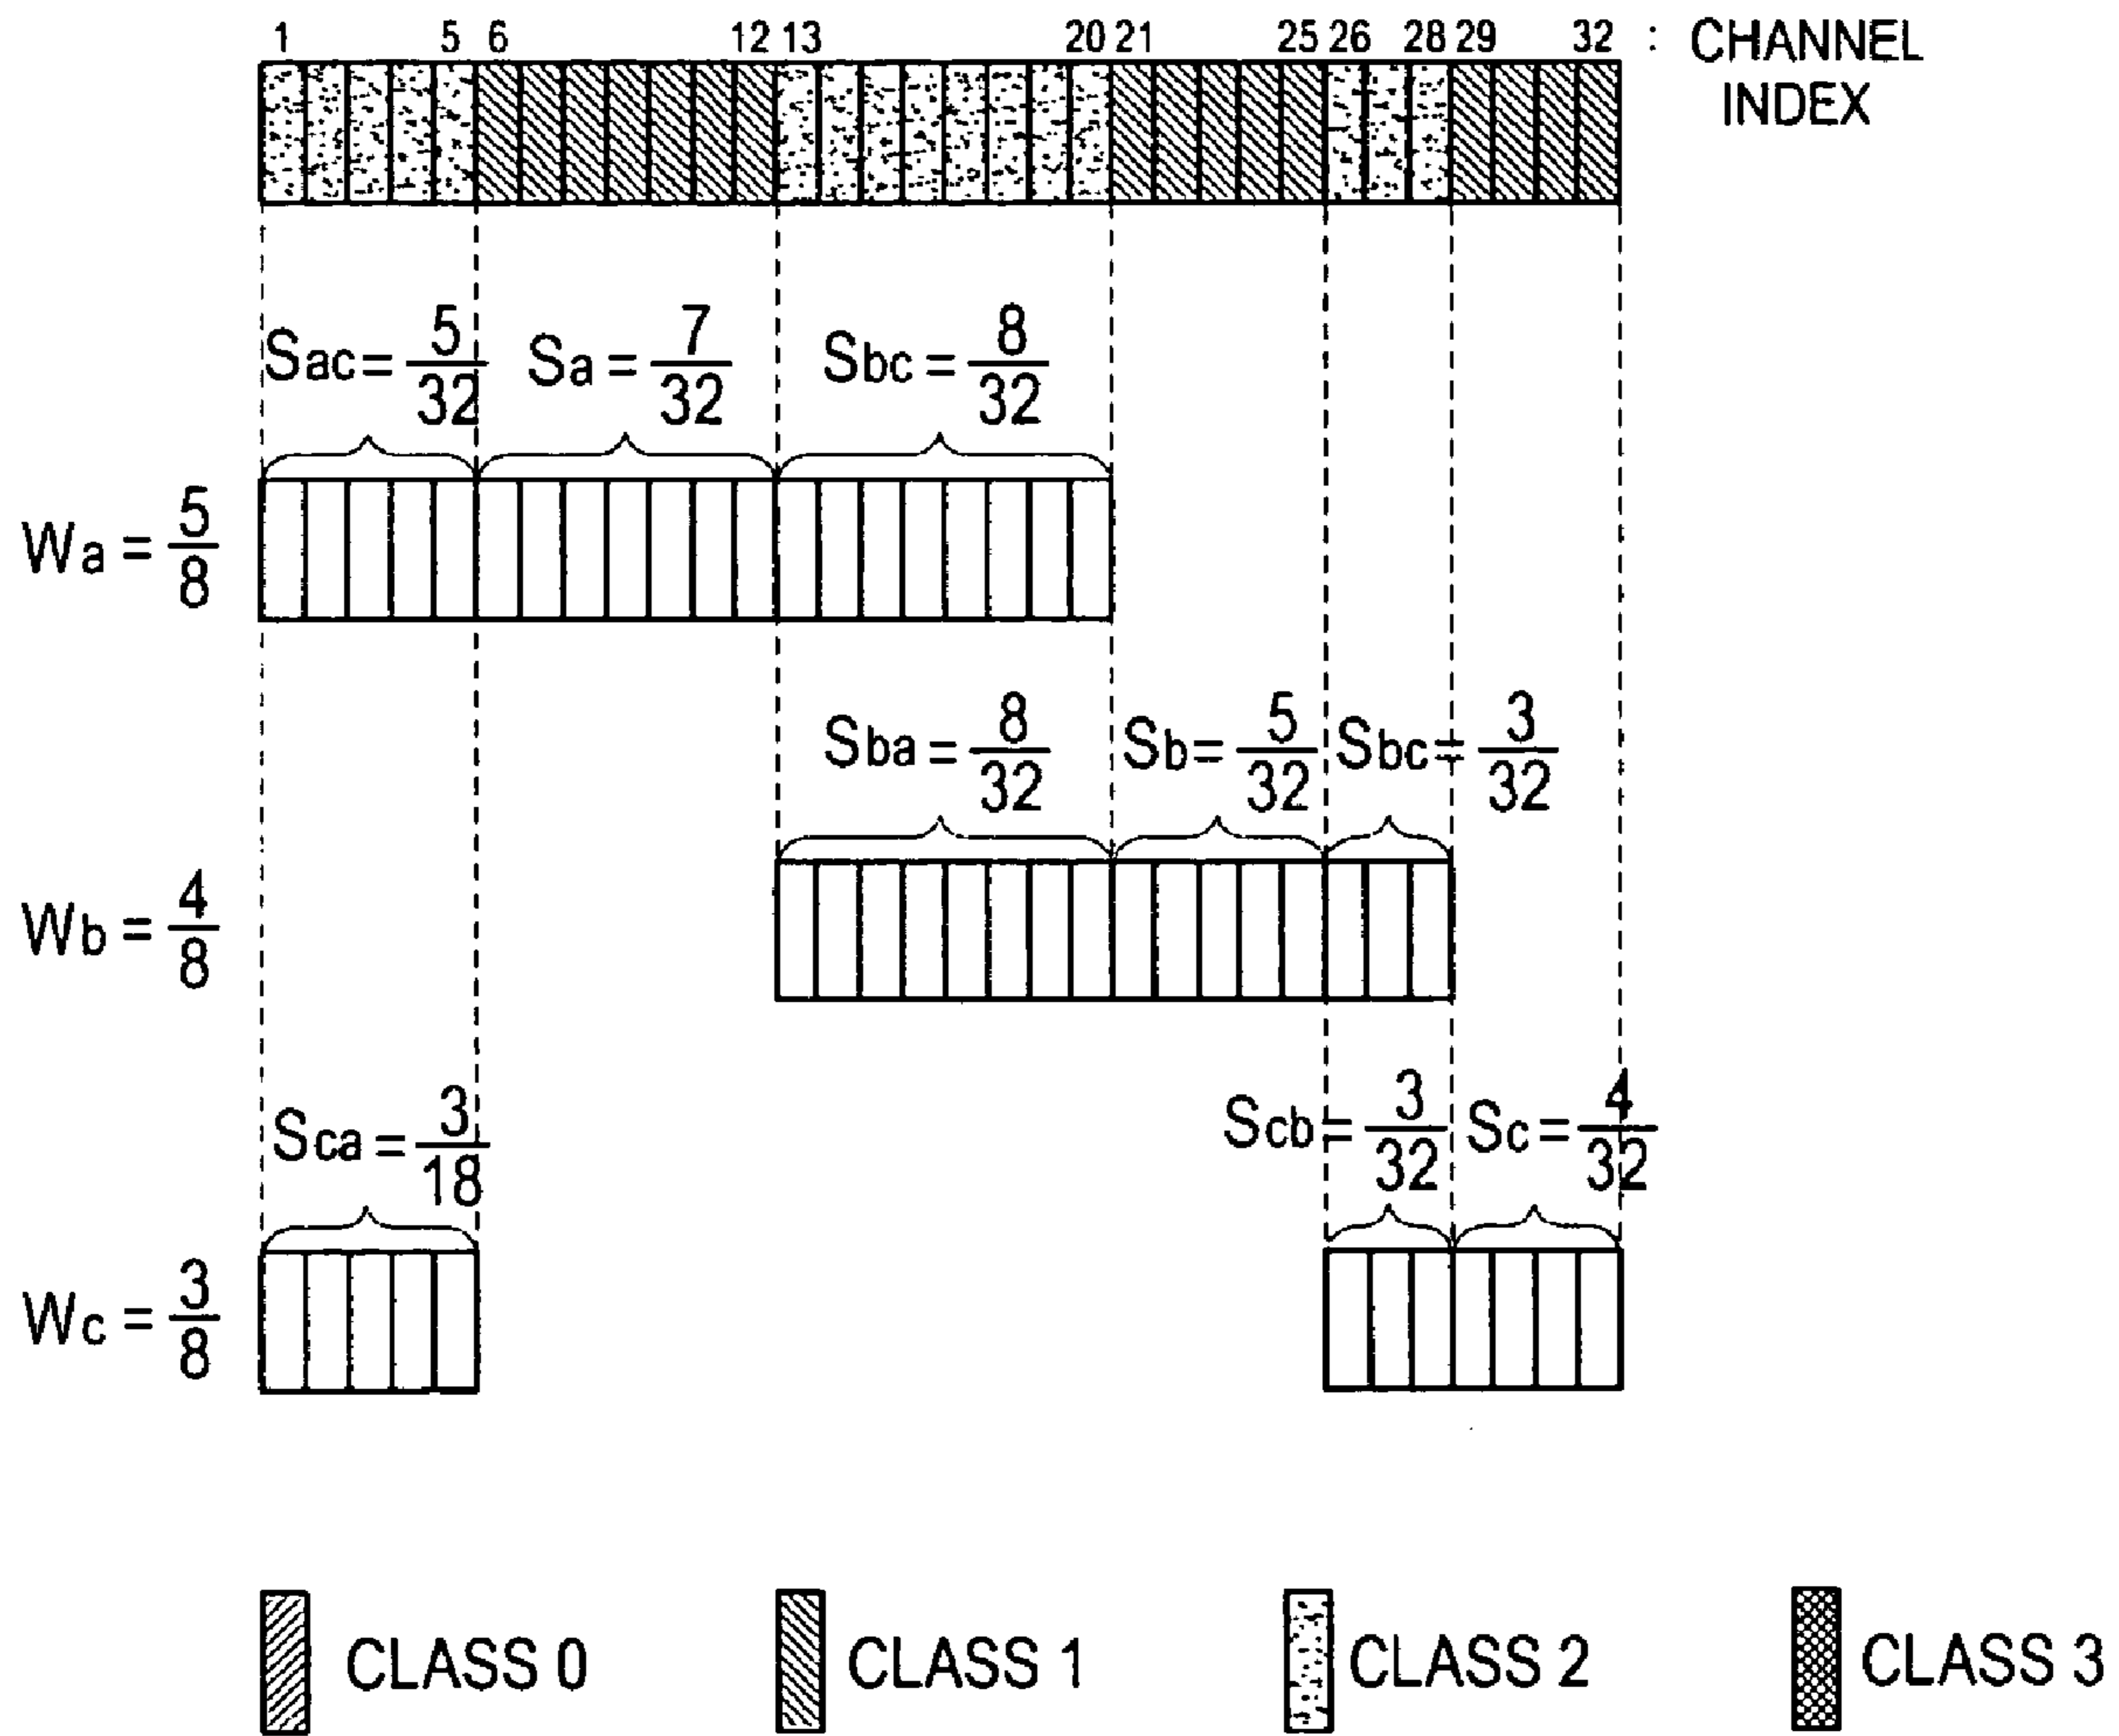 1 5 6 12 13 20 21 25 26 28 29 32 : CHANNEL
INDEX
Sac = 5/32 Sa = 7/32 Sbc = 8/32
Wa = 5/8
Sba = 8/32 Sb = 5/32 Sbc = 3/32
Wb = 4/8
Sca = 3/18 Scb = 3/32 Sc = 4/32
Wc = 3/8
CLASS 0 CLASS 1 CLASS 2 CLASS 3